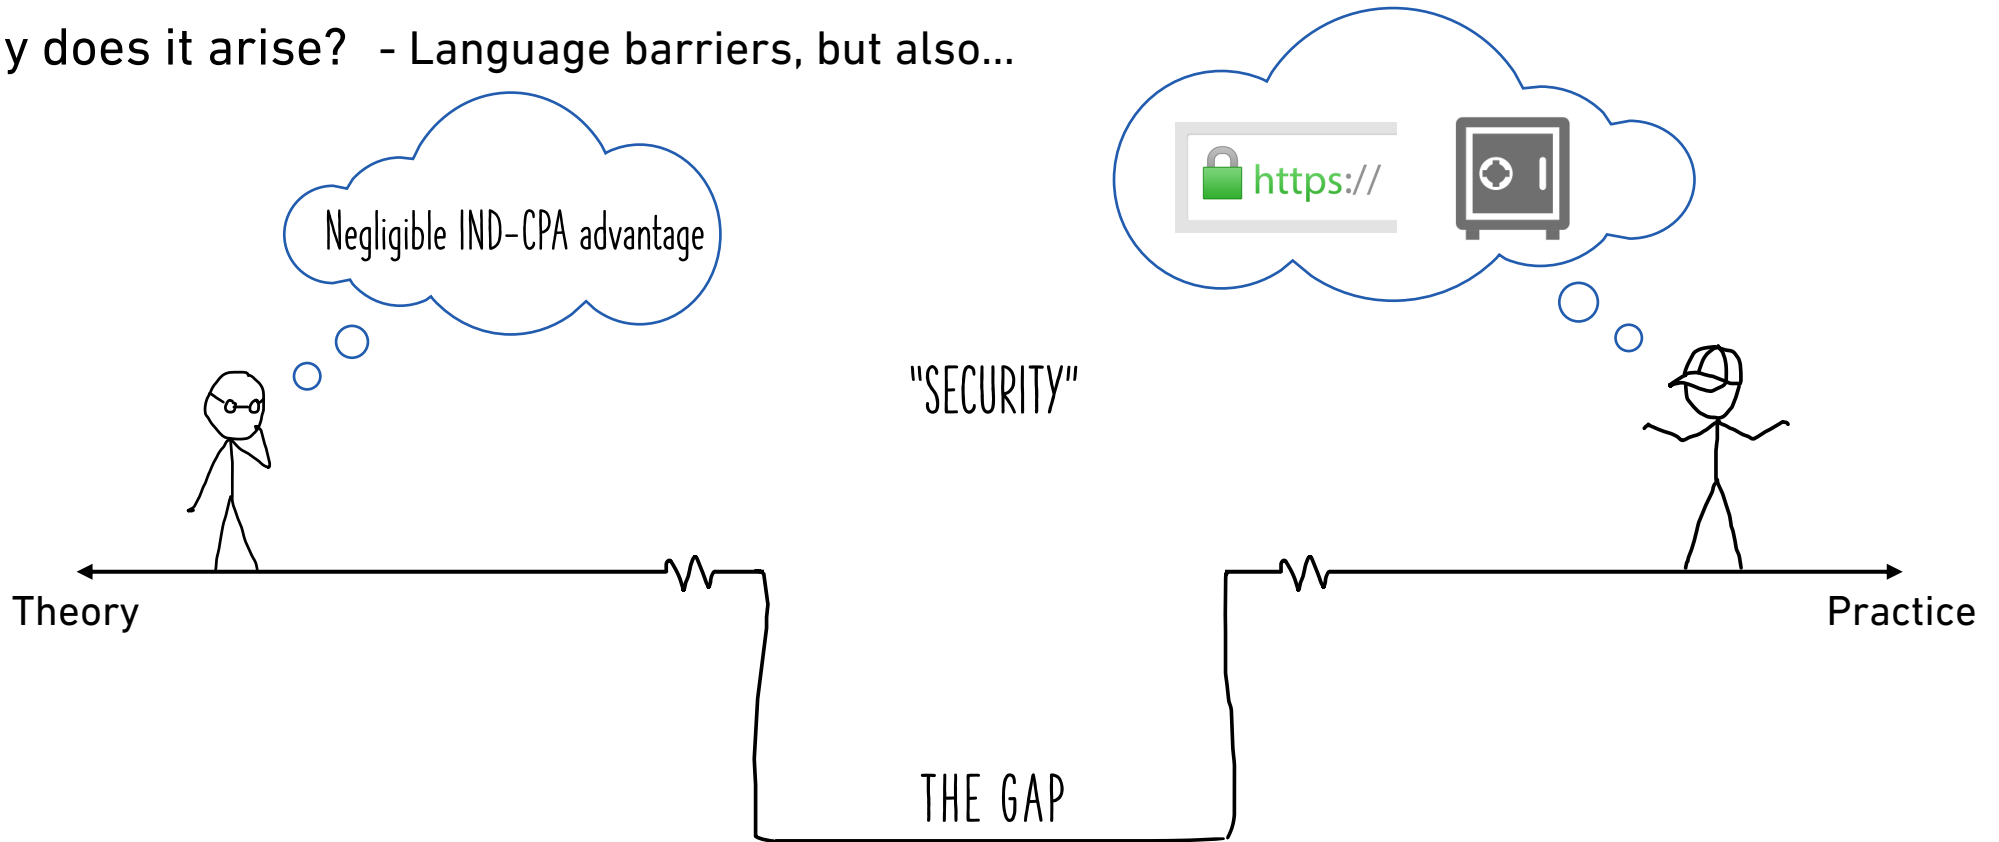 y does it arise? - Language barriers, but also...
https://
Negligible IND-CPA advantage
"SECURITY"
Theory
Practice
THE GAP